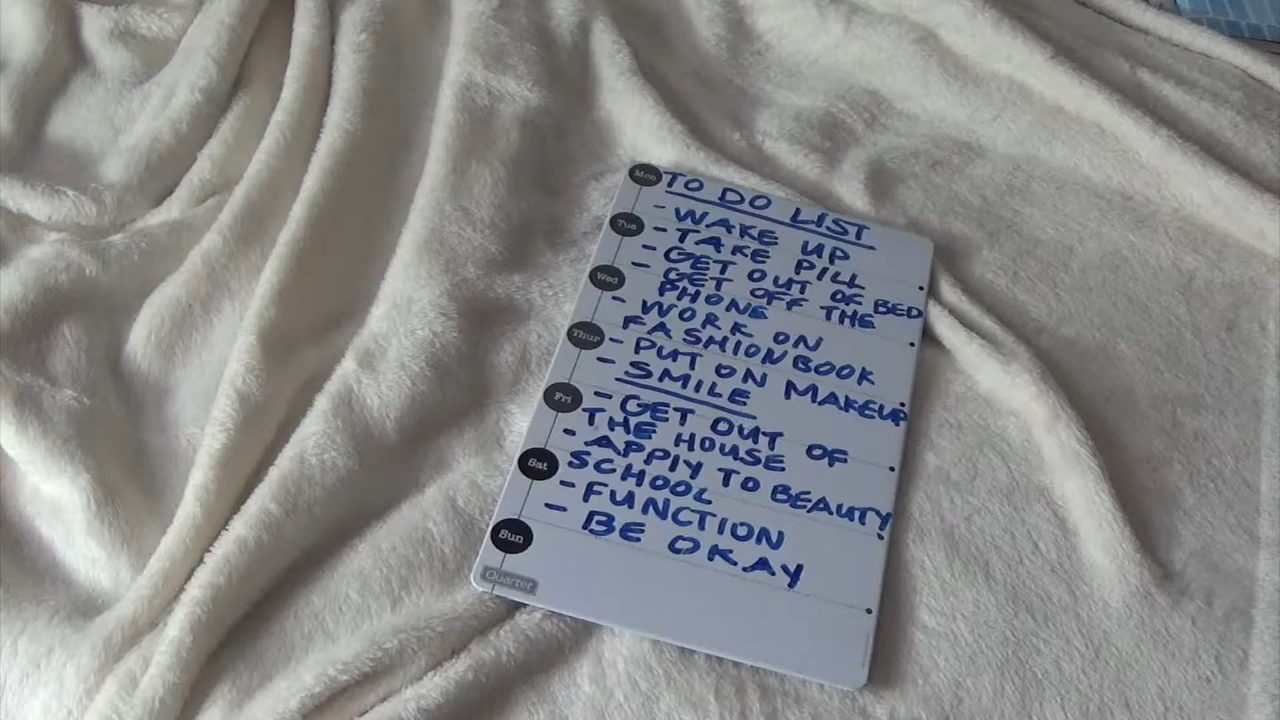 Mon
TO DO LIST
- WAKE UP
Tue
- TAKE PILL
- GET OUT OF BED
Wed
- GET OFF THE
PHONE
- WORK ON
FASHION BOOK
Thur
- PUT ON MAKEUP
- SMILE
Fri
- GET OUT OF
THE HOUSE
- APPLY TO BEAUTY
Sat
SCHOOL
- FUNCTION
- BE OKAY
Sun
Quartet